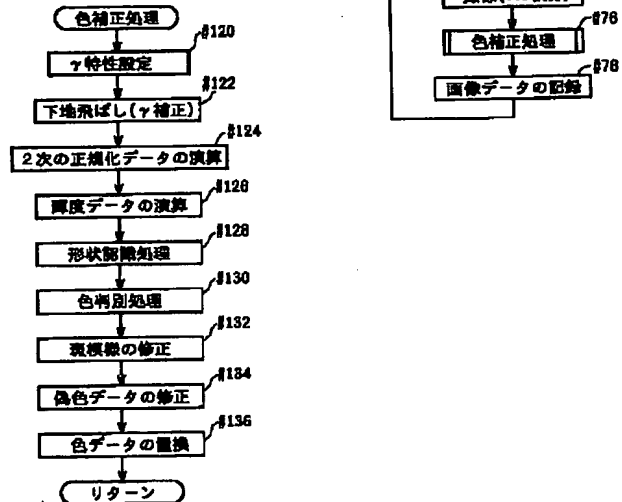 色補正処理
#120
γ特性設定
#122
下地飛ばし(γ補正)
#124
2次の正規化データの演算
#126
輝度データの演算
#128
形状認識処理
#130
色判別処理
#132
斑模様の修正
#134
偽色データの修正
#136
色データの置換
リターン
#76
色補正処理
#78
画像データの記録